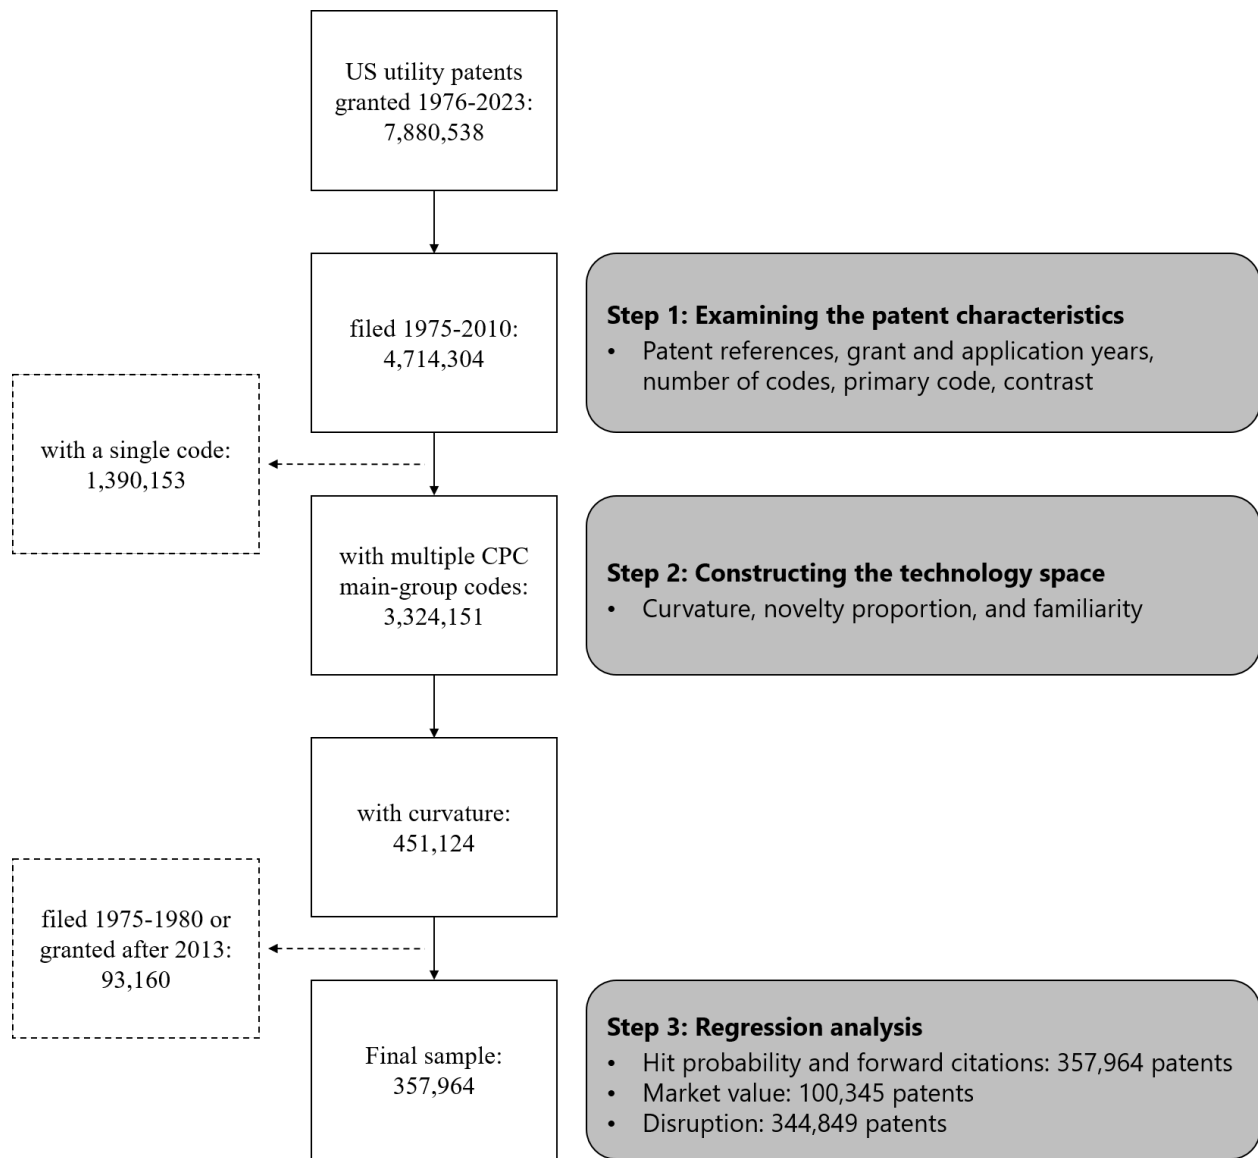 US utility patents
granted 1976-2023:
7,880,538
filed 1975-2010:
4,714,304
Step 1: Examining the patent characteristics
• Patent references, grant and application years,
number of codes, primary code, contrast
with a single code:
1,390,153
with multiple CPC
main-group codes:
3,324,151
Step 2: Constructing the technology space
• Curvature, novelty proportion, and familiarity
with curvature:
451,124
filed 1975-1980 or
granted after 2013:
93,160
Final sample:
357,964
Step 3: Regression analysis
• Hit probability and forward citations: 357,964 patents
• Market value: 100,345 patents
• Disruption: 344,849 patents